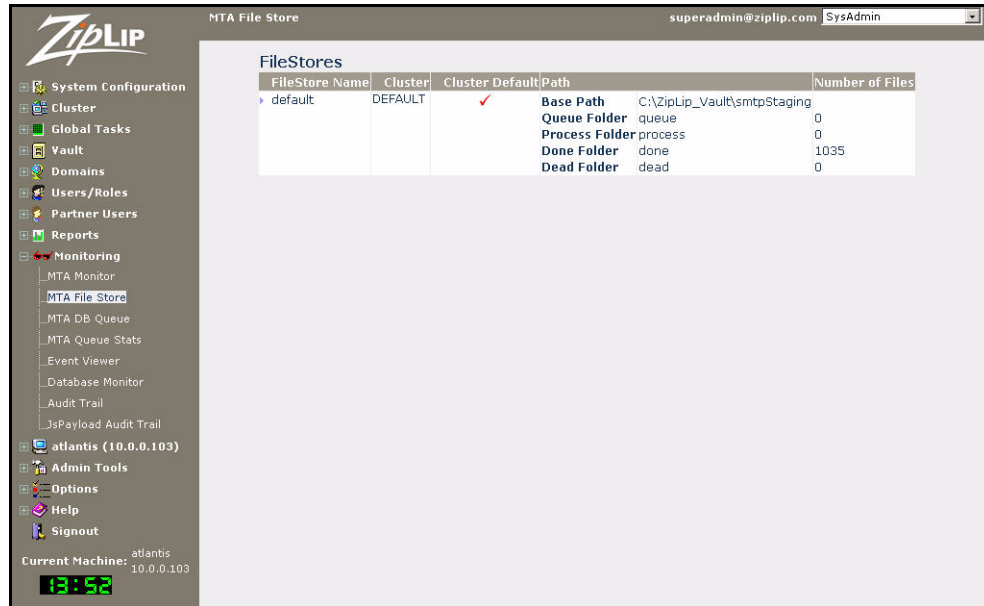 ZIPLIP
MTA File Store
superadmin@ziplip.com SysAdmin
System Configuration
Cluster
Global Tasks
Vault
Domains
Users/Roles
Partner Users
Reports
Monitoring
MTA Monitor
MTA File Store
MTA DB Queue
MTA Queue Stats
Event Viewer
Database Monitor
Audit Trail
JsPayload Audit Trail
atlantis (10.0.0.103)
Admin Tools
Options
Help
Signout
Current Machine: atlantis
10.0.0.103
13:52
FileStores
FileStore Name Cluster Cluster Default Path Number of Files
default DEFAULT ✓ Base Path C:\ZipLip_Vault\smtpStaging
Queue Folder queue 0
Process Folder process 0
Done Folder done 1035
Dead Folder dead 0